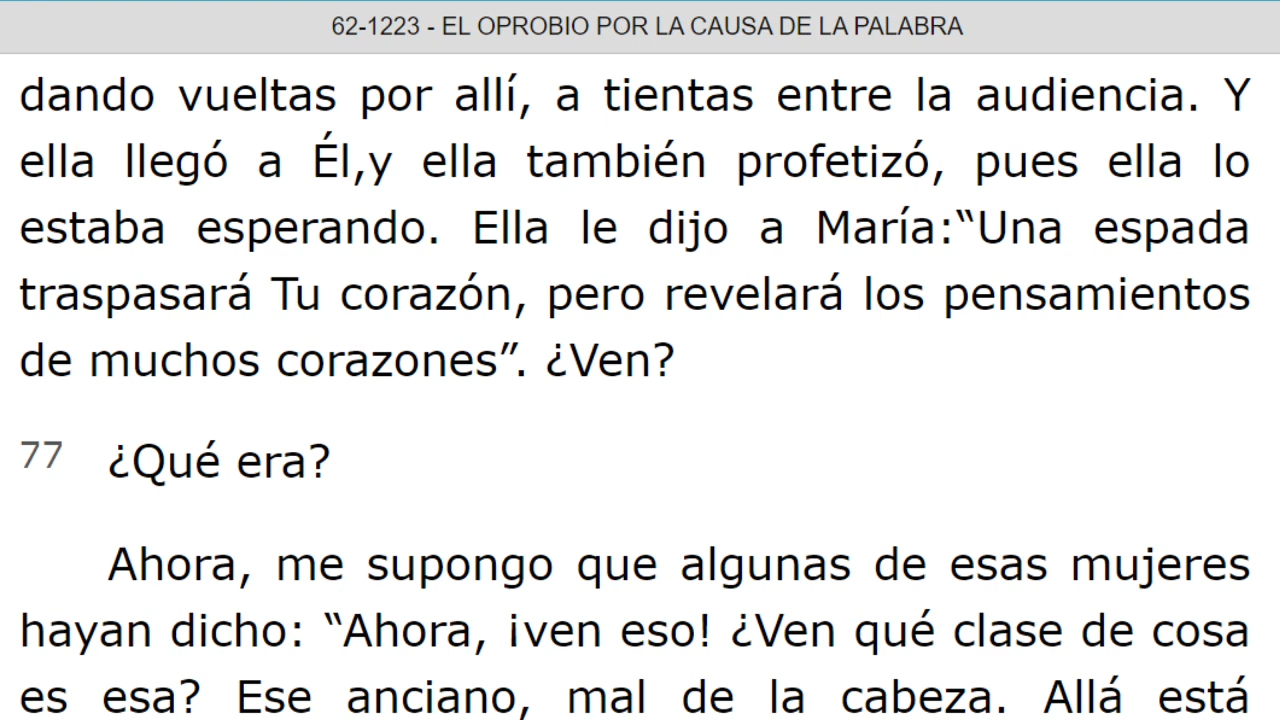 62-1223 - EL OPROBIO POR LA CAUSA DE LA PALABRA
dando vueltas por allí, a tientas entre la audiencia. Y
ella llegó a Él,y ella también profetizó, pues ella lo
estaba esperando. Ella le dijo a María:“Una espada
traspasará Tu corazón, pero revelará los pensamientos
de muchos corazones”. ¿Ven?
77 ¿Qué era?
Ahora, me supongo que algunas de esas mujeres
hayan dicho: “Ahora, ¡ven eso! ¿Ven qué clase de cosa
es esa? Ese anciano, mal de la cabeza. Allá está